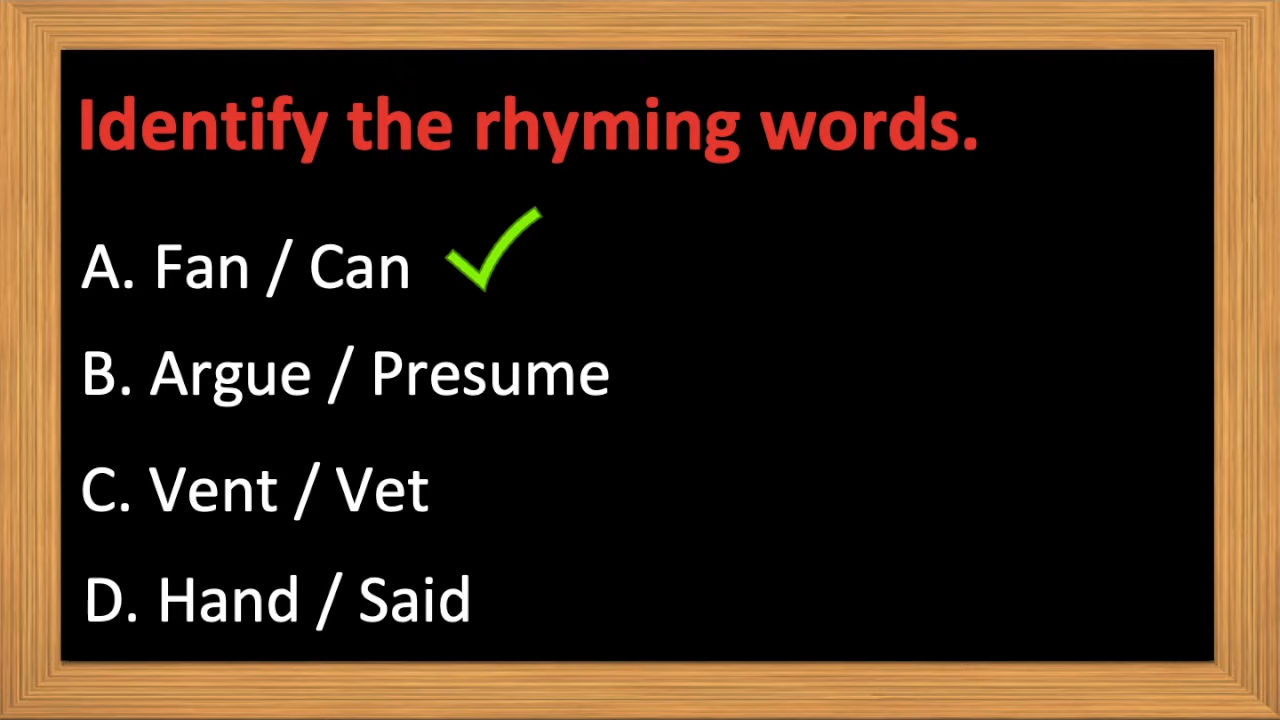 Identify the rhyming words.
A. Fan / Can
B. Argue / Presume
C. Vent / Vet
D. Hand / Said